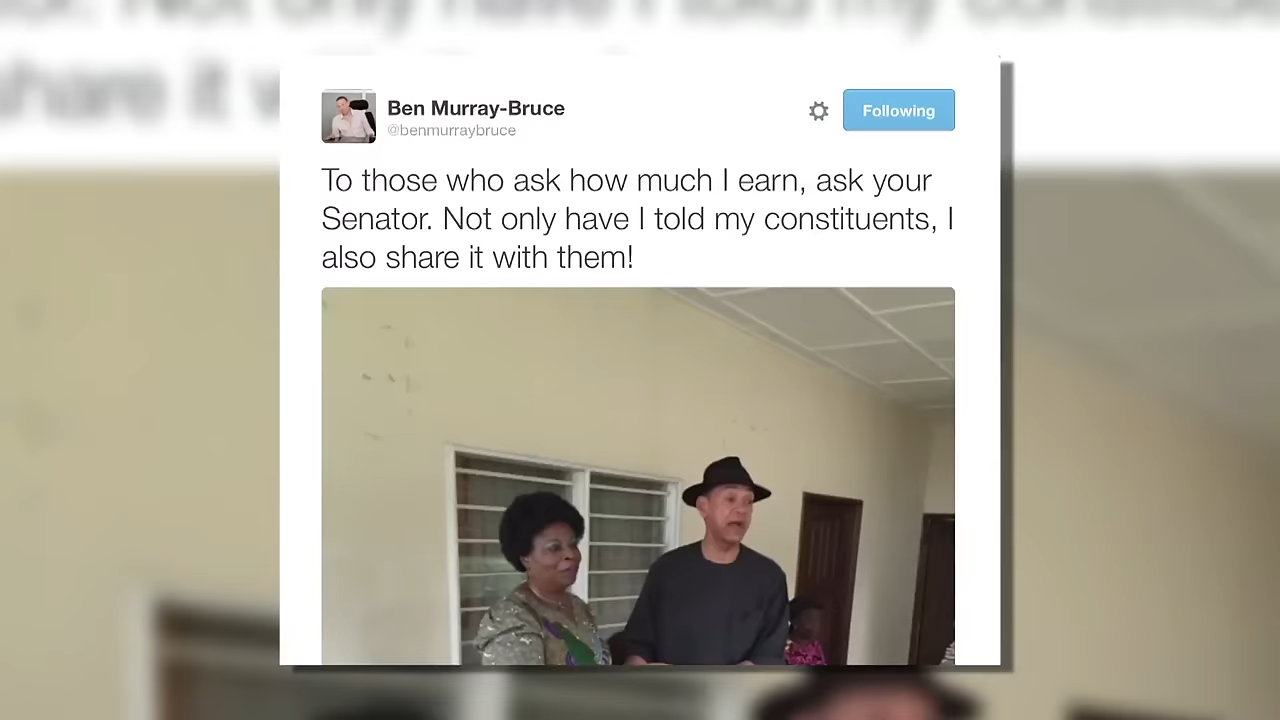 Ben Murray-Bruce
@benmurraybruce
Following
To those who ask how much I earn, ask your
Senator. Not only have I told my constituents, I
also share it with them!